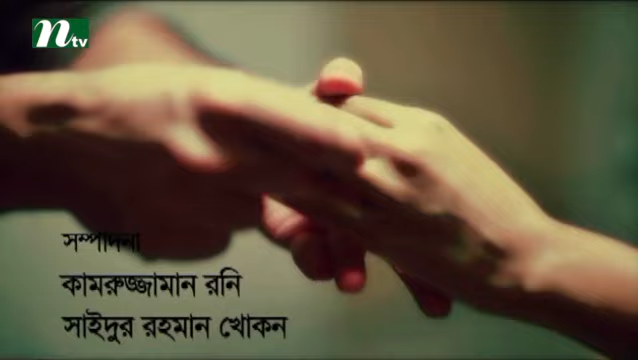 ntv
সম্পাদনা
কামরুজ্জামান রনি
সাইদুর রহমান খোকন